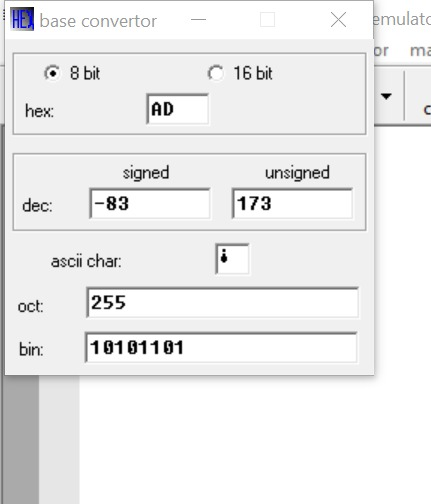 HEX base convertor
emulato
or ma
8 bit 16 bit
hex: AD
c
signed unsigned
dec: -83 173
ascii char: ¡
oct: 255
bin: 10101101